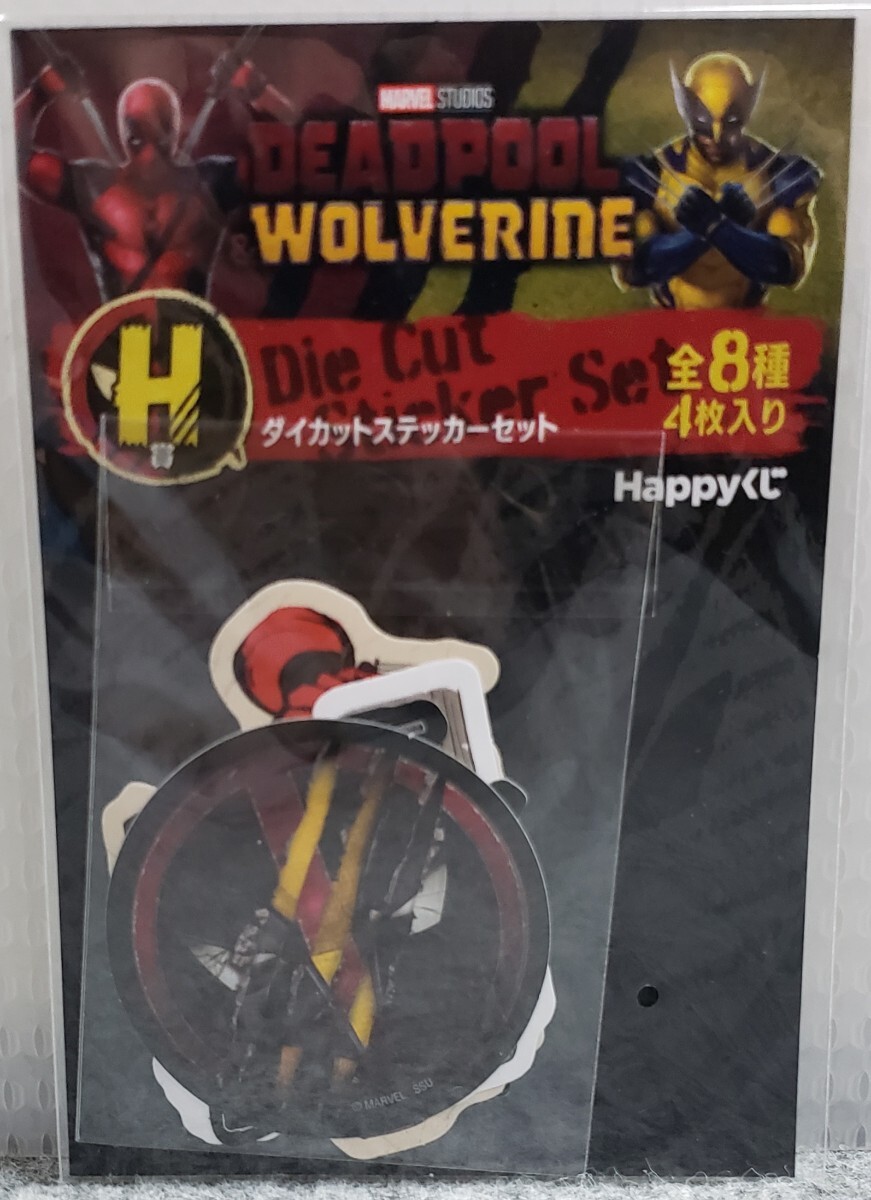 MARVEL STUDIOS
DEADPOOL
& WOLVERINE
H
賞
Die Cut
Sticker Set
ダイカットステッカーセット
全8種
4枚入り
Happyくじ
© MARVEL SSU